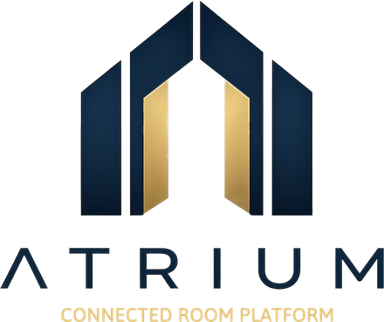 ATRIUM
CONNECTED ROOM PLATFORM